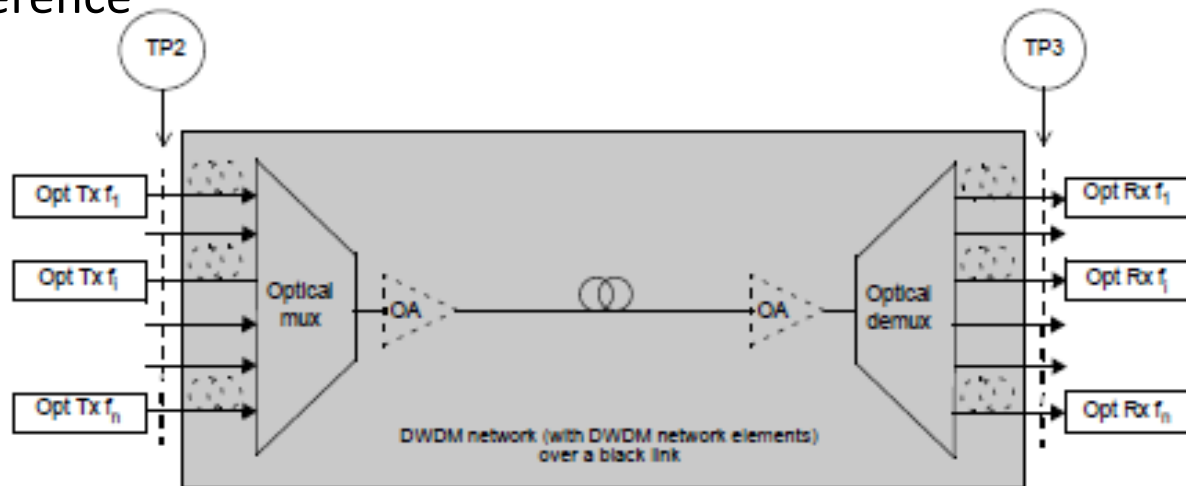 TP2
TP3
Opt Tx f1
Opt Rx f1
Opt Tx fi
Opt Rx fi
Optical
mux
OA
OA
Optical
demux
Opt Tx fn
Opt Rx fn
DWDM network (with DWDM network elements)
over a black link